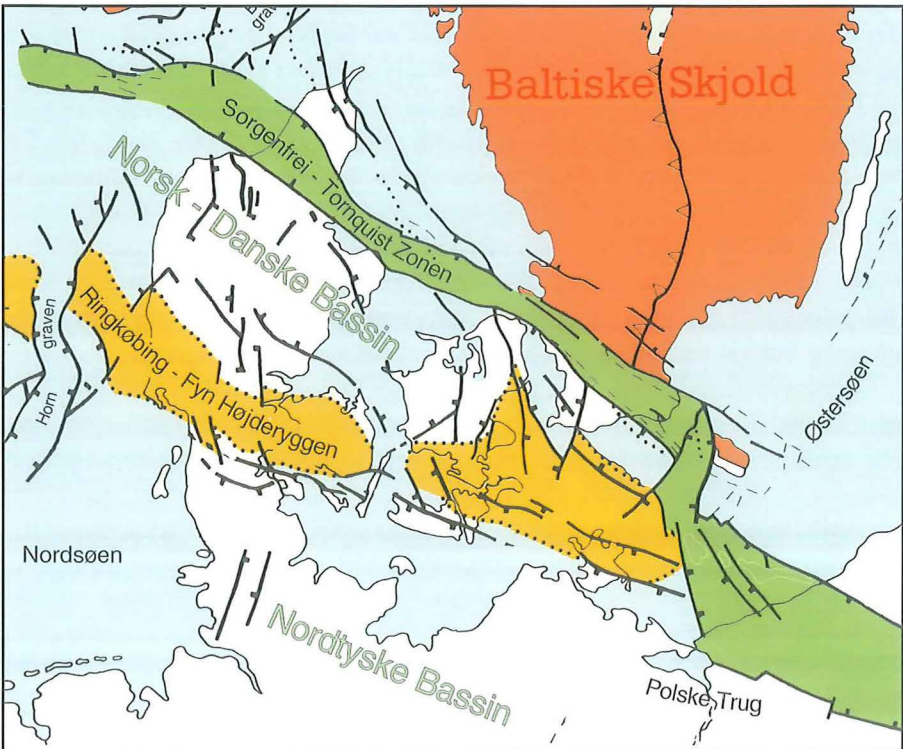 grav
Baltiske Skjold
Sorgenfrei - Tornquist Zonen
Norsk - Danske Bassin
Ringkøbing - Fyn Højderyggen
Horn graven
Østersøen
Nordsøen
Nordtyske Bassin
Polske Trug